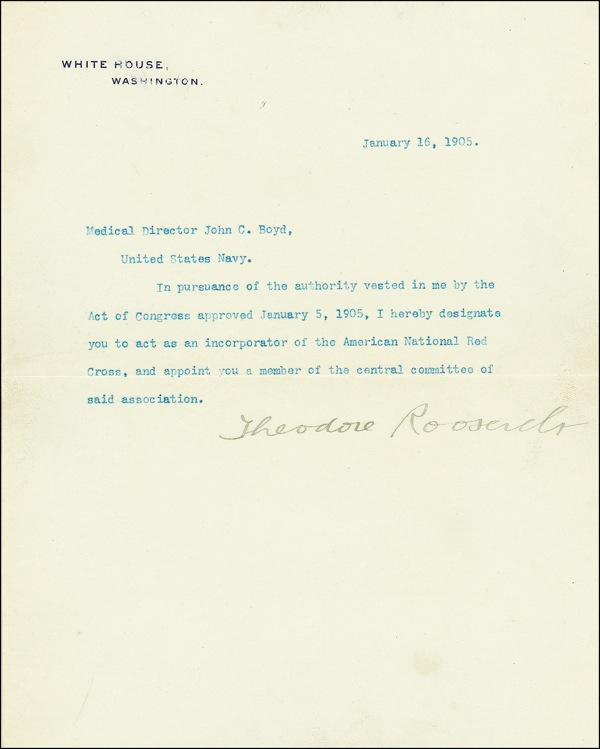 WHITE HOUSE,
WASHINGTON.
January 16, 1905.
Medical Director John C. Boyd,
United States Navy.
In pursuance of the authority vested in me by the
Act of Congress approved January 5, 1905, I hereby designate
you to act as an incorporator of the American National Red
Cross, and appoint you a member of the central committee of
said association.
Theodore Roosevelt